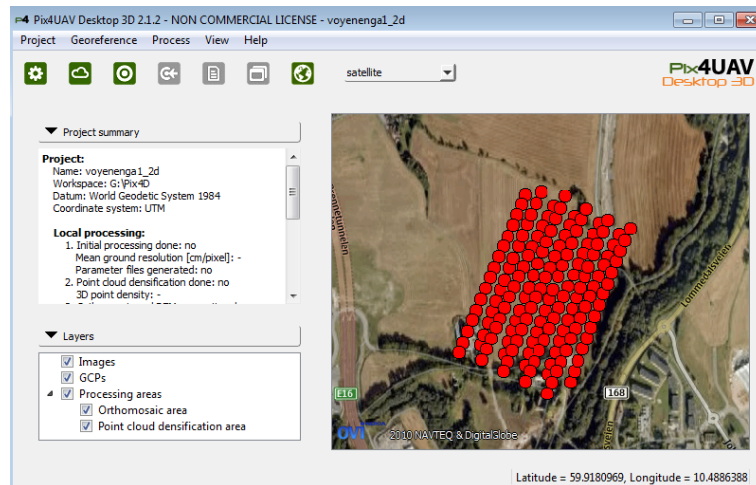 P4 Pix4UAV Desktop 3D 2.1.2 - NON COMMERCIAL LICENSE - voyenenga1_2d
Project Georeference Process View Help
satellite
Pix4UAV
Desktop 3D
Project summary
Project:
Name: voyenenga1_2d
Workspace: G:\Pix4D
Datum: World Geodetic System 1984
Coordinate system: UTM
Local processing:
1. Initial processing done: no
Mean ground resolution [cm/pixel]: -
Parameter files generated: no
2. Point cloud densification done: no
3D point density: -
Layers
Images
GCPs
Processing areas
Orthomosaic area
Point cloud densification area
Lommedalsveien
E16
168
OVI
2010 NAVTEQ & DigitalGlobe
Latitude = 59.9180969, Longitude = 10.4886388